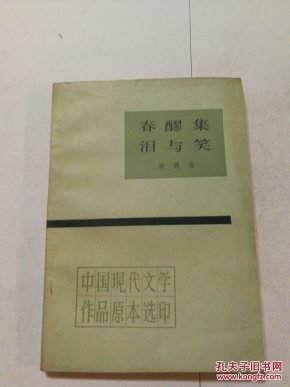 春醪集
泪与笑
梁遇春
中国现代文学
作品原本选印
孔夫子旧书网